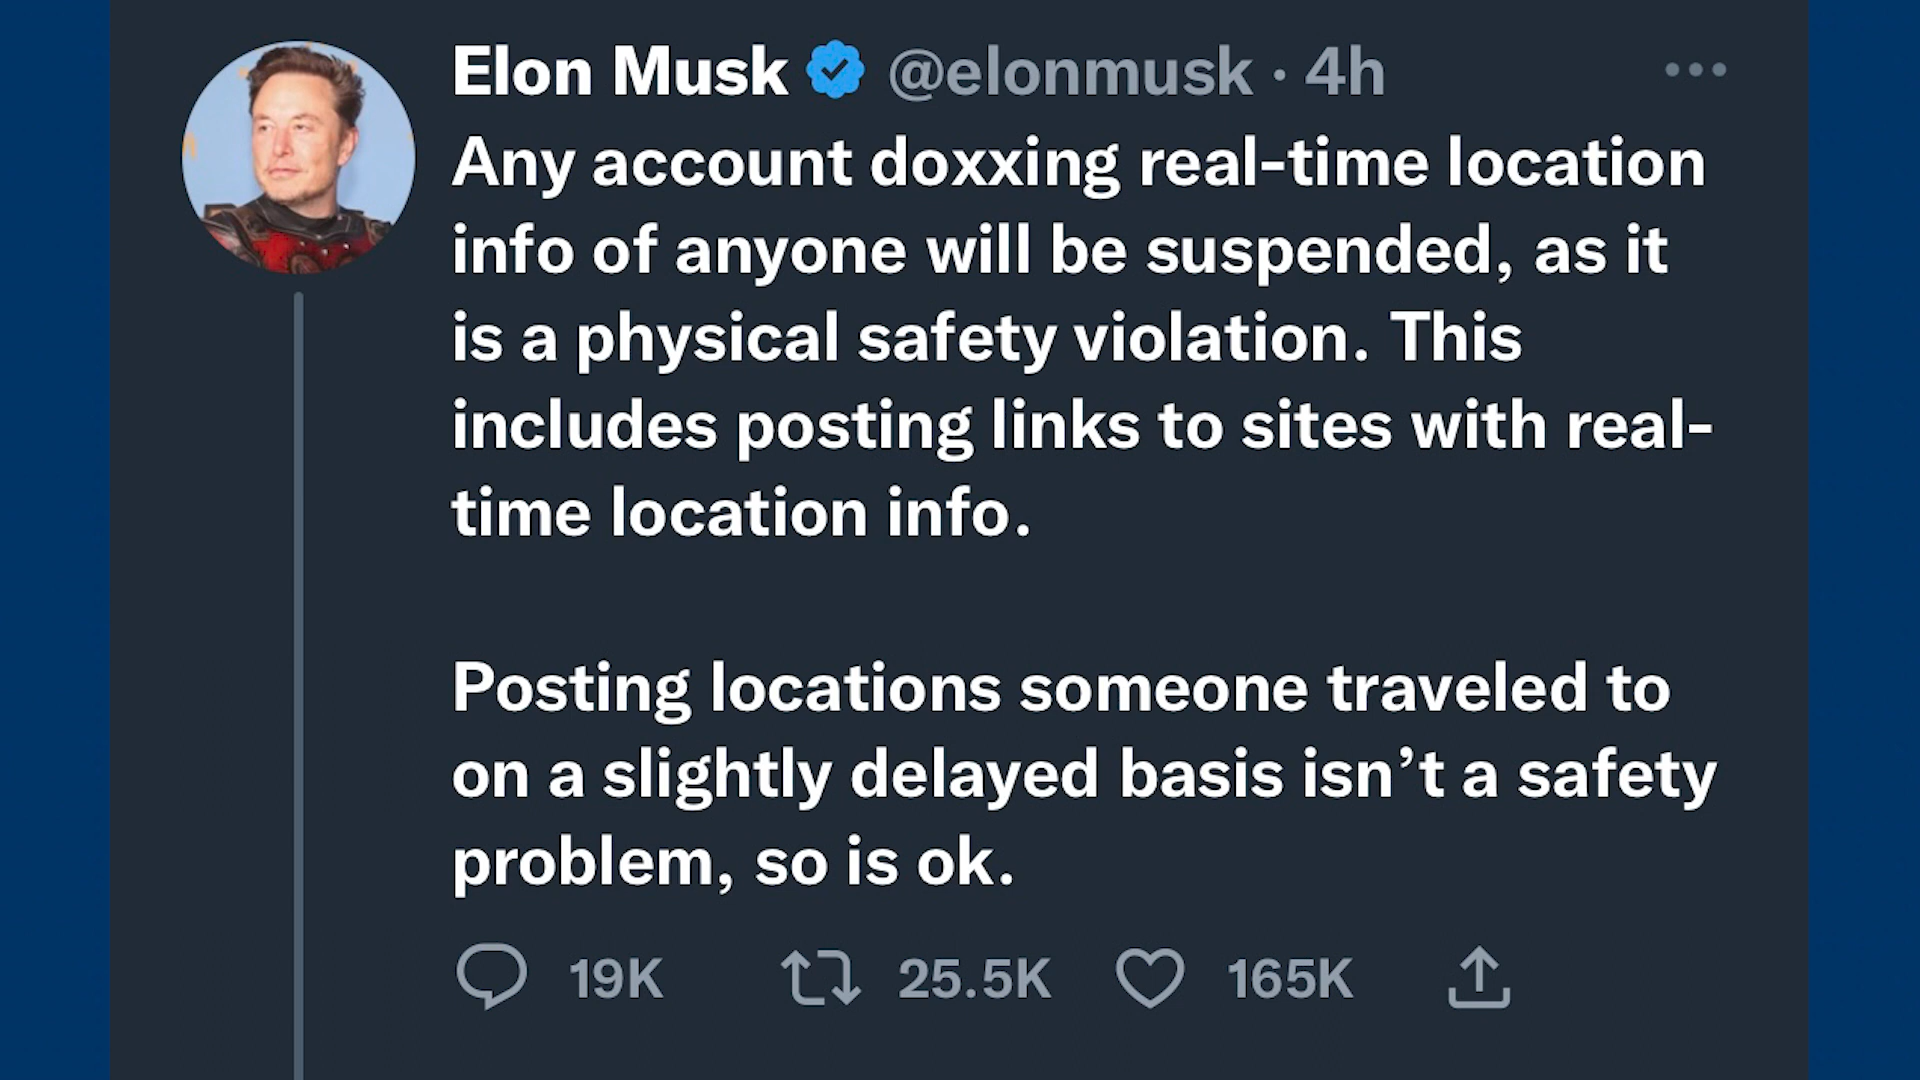 Elon Musk @elonmusk · 4h
Any account doxxing real-time location
info of anyone will be suspended, as it
is a physical safety violation. This
includes posting links to sites with real-
time location info.
Posting locations someone traveled to
on a slightly delayed basis isn’t a safety
problem, so is ok.
19K 25.5K 165K